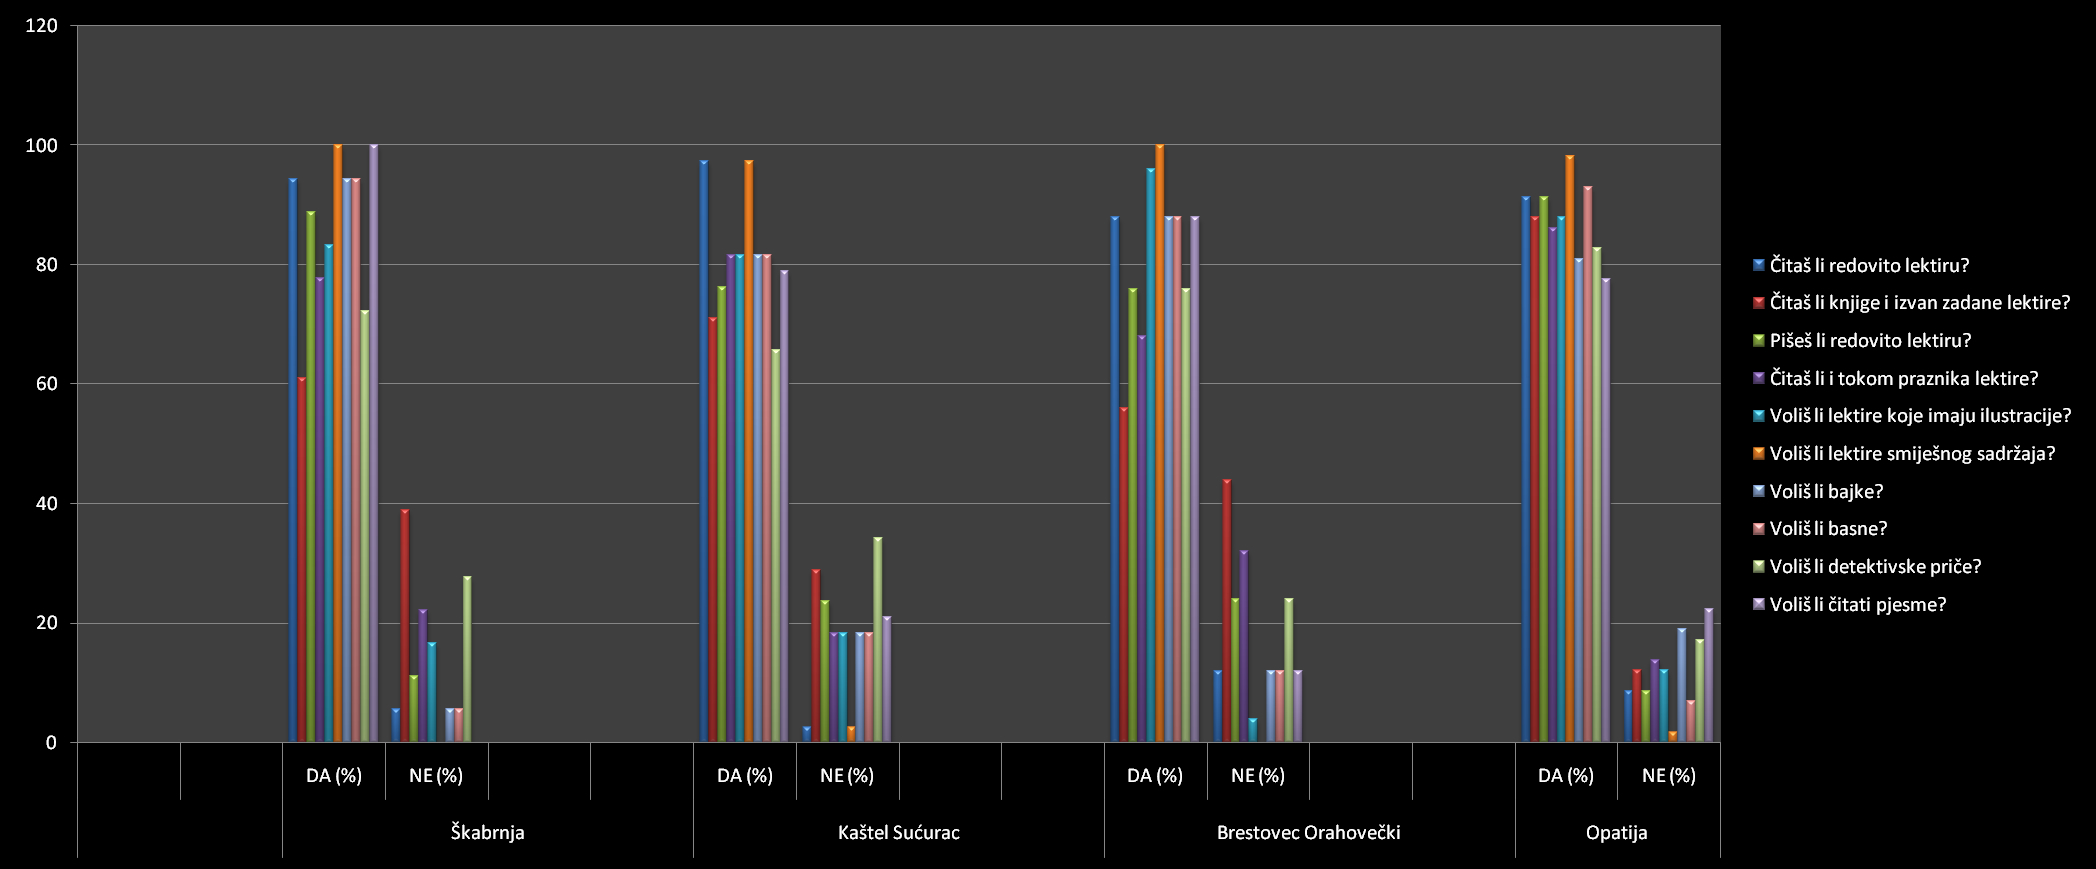 120
100
80
60
40
20
0
DA (%) NE (%) DA (%) NE (%) DA (%) NE (%) DA (%) NE (%)
Škabrnja Kaštel Sućurac Brestovec Orahovečki Opatija
Čitaš li redovito lektiru?
Čitaš li knjige i izvan zadane lektire?
Pišeš li redovito lektiru?
Čitaš li i tokom praznika lektire?
Voliš li lektire koje imaju ilustracije?
Voliš li lektire smiješnog sadržaja?
Voliš li bajke?
Voliš li basne?
Voliš li detektivske priče?
Voliš li čitati pjesme?